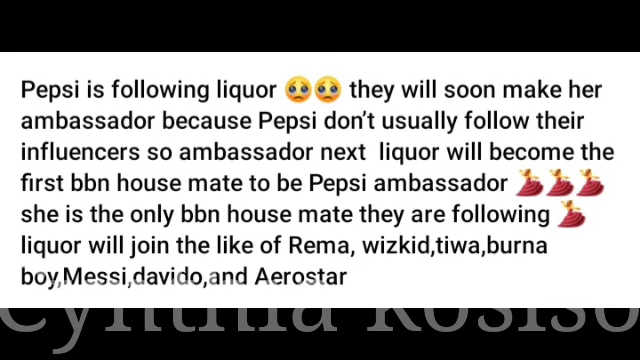 Pepsi is following liquor 🥺🥺 they will soon make her
ambassador because Pepsi don't usually follow their
influencers so ambassador next liquor will become the
first bbn house mate to be Pepsi ambassador 💃💃💃
she is the only bbn house mate they are following 💃
liquor will join the like of Rema, wizkid,tiwa,burna
boy,Messi,davido,and Aerostar
Cynthia kosiso